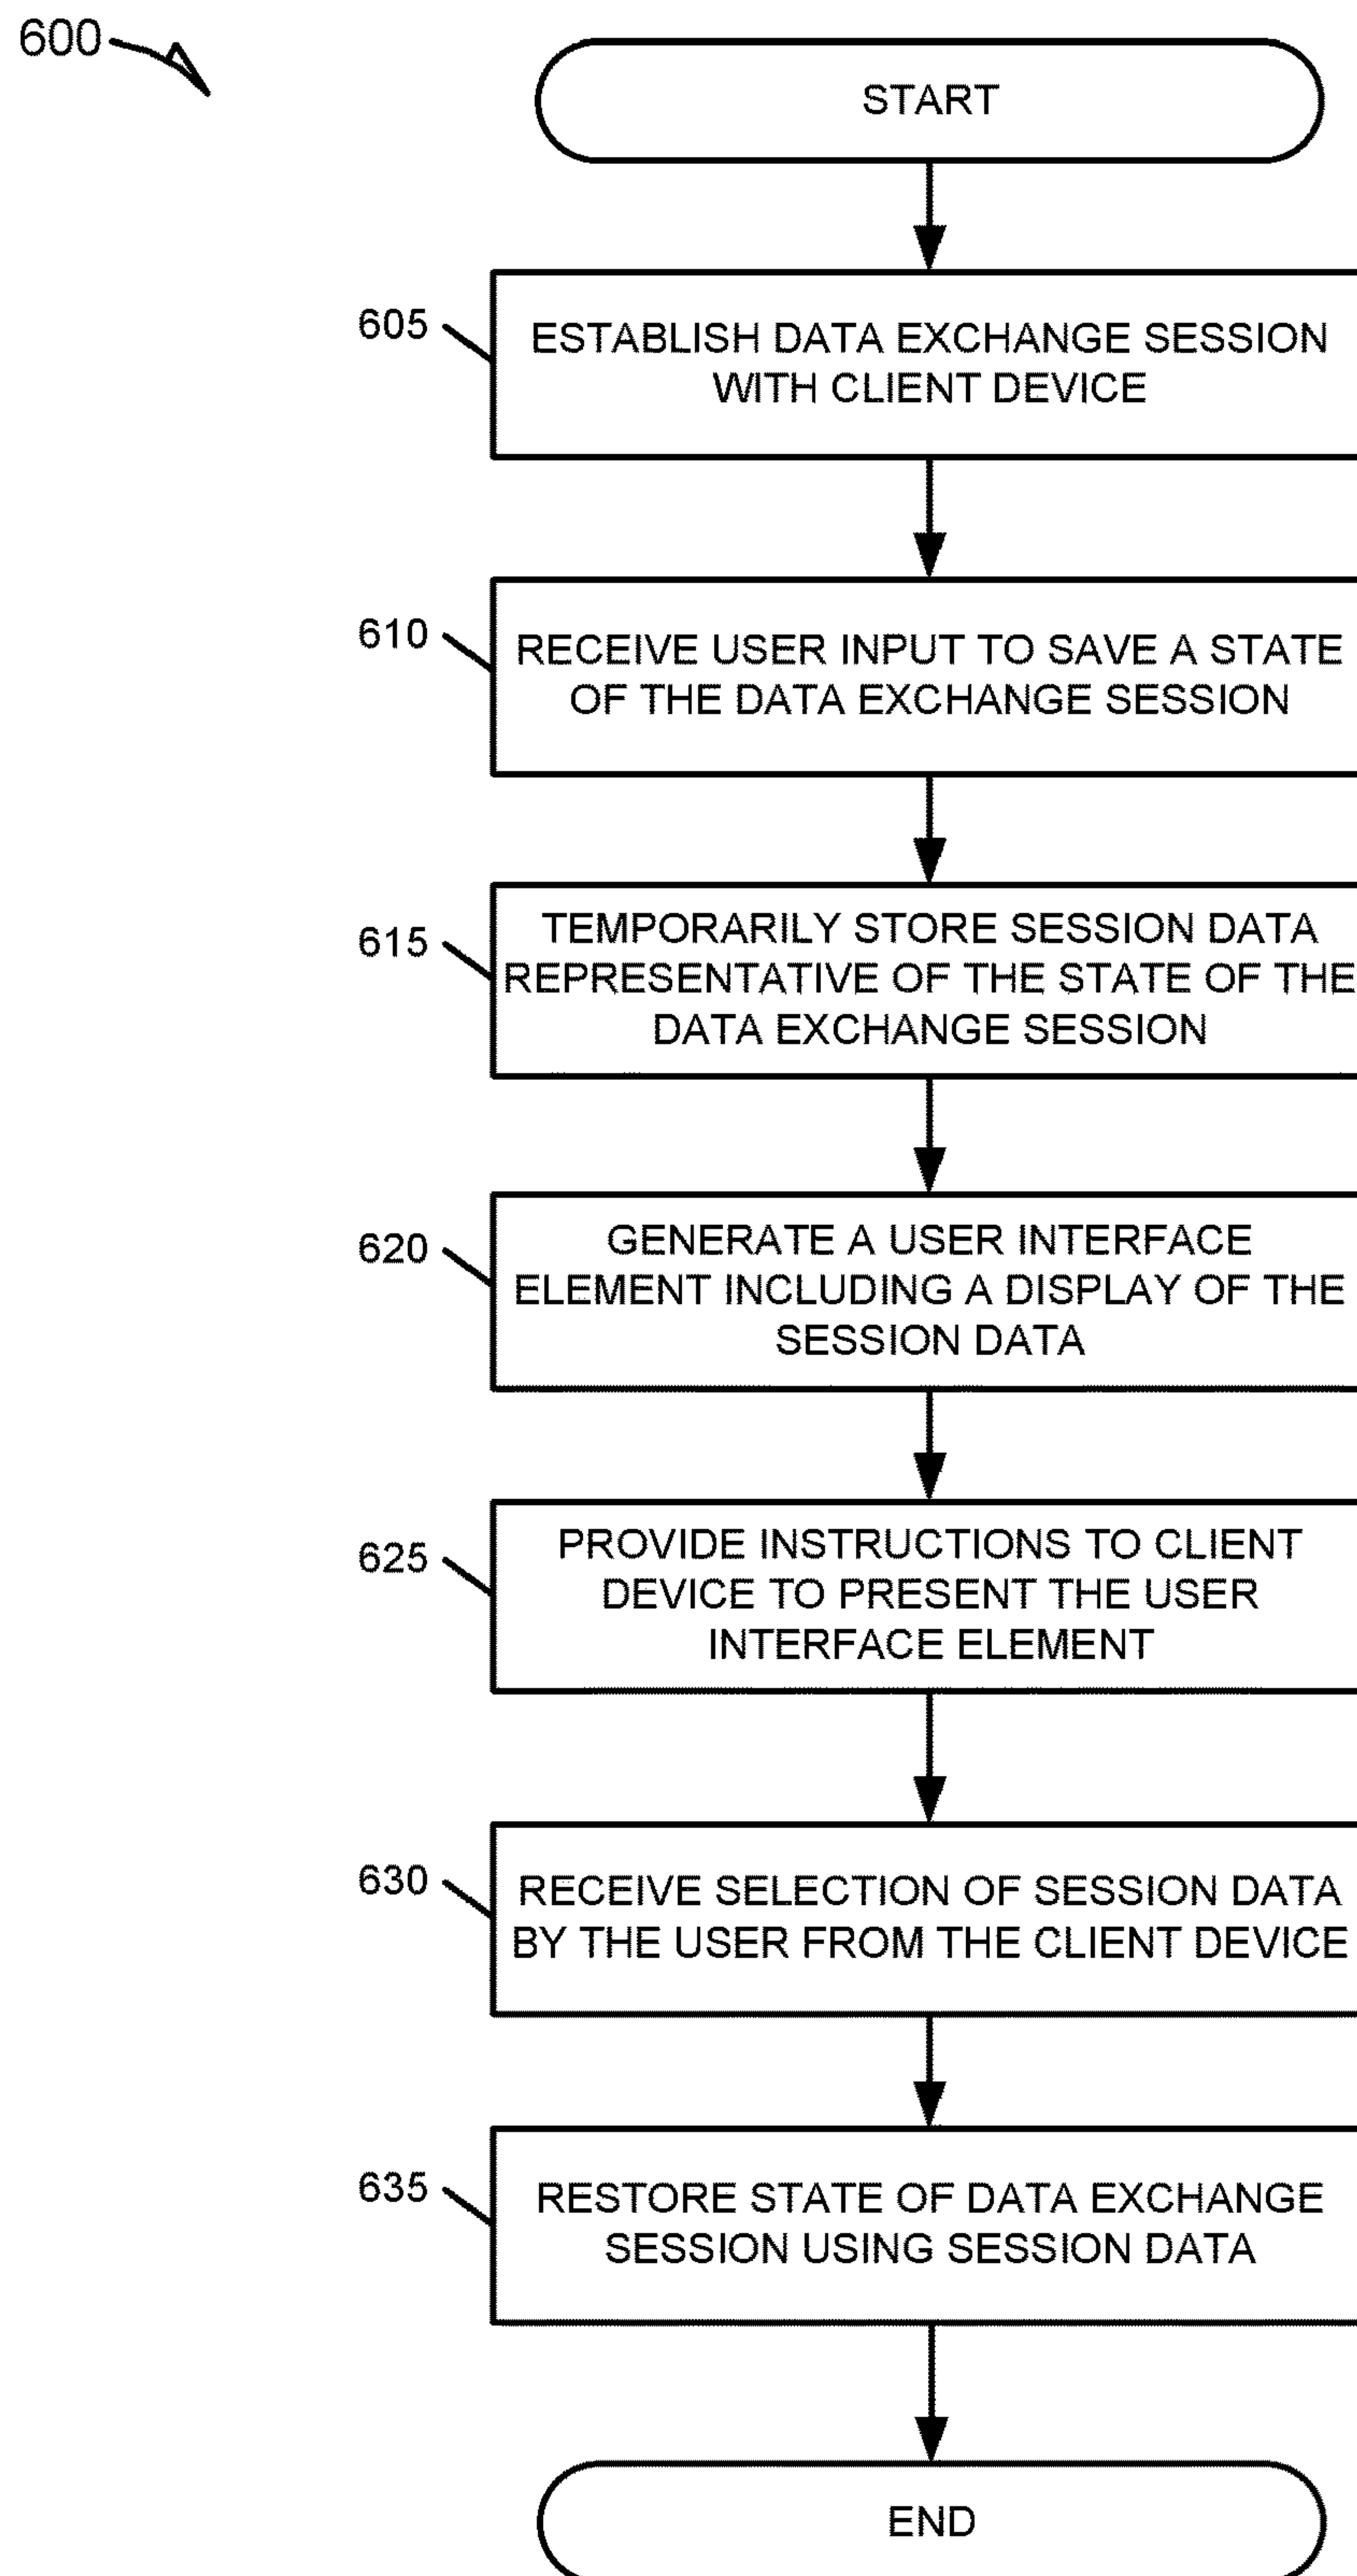 600
START
605
ESTABLISH DATA EXCHANGE SESSION
WITH CLIENT DEVICE
610
RECEIVE USER INPUT TO SAVE A STATE
OF THE DATA EXCHANGE SESSION
615
TEMPORARILY STORE SESSION DATA
REPRESENTATIVE OF THE STATE OF THE
DATA EXCHANGE SESSION
620
GENERATE A USER INTERFACE
ELEMENT INCLUDING A DISPLAY OF THE
SESSION DATA
625
PROVIDE INSTRUCTIONS TO CLIENT
DEVICE TO PRESENT THE USER
INTERFACE ELEMENT
630
RECEIVE SELECTION OF SESSION DATA
BY THE USER FROM THE CLIENT DEVICE
635
RESTORE STATE OF DATA EXCHANGE
SESSION USING SESSION DATA
END